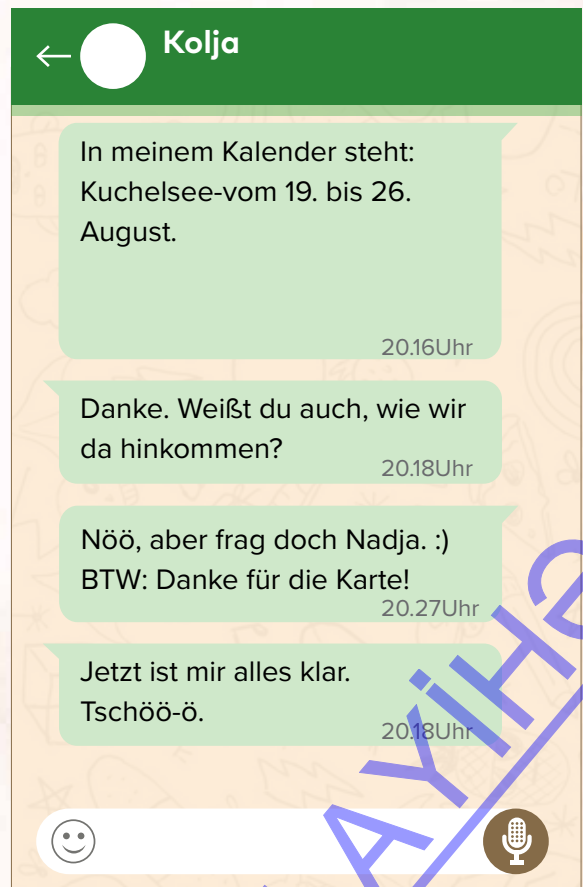 Kolja
In meinem Kalender steht:
Kuchelsee-vom 19. bis 26.
August.
20.16Uhr
Danke. Weißt du auch, wie wir
da hinkommen?
20.18Uhr
Nöö, aber frag doch Nadja. :)
BTW: Danke für die Karte!
20.27Uhr
Jetzt ist mir alles klar.
Tschöö-ö.
20.18Uhr
AYİHƏ